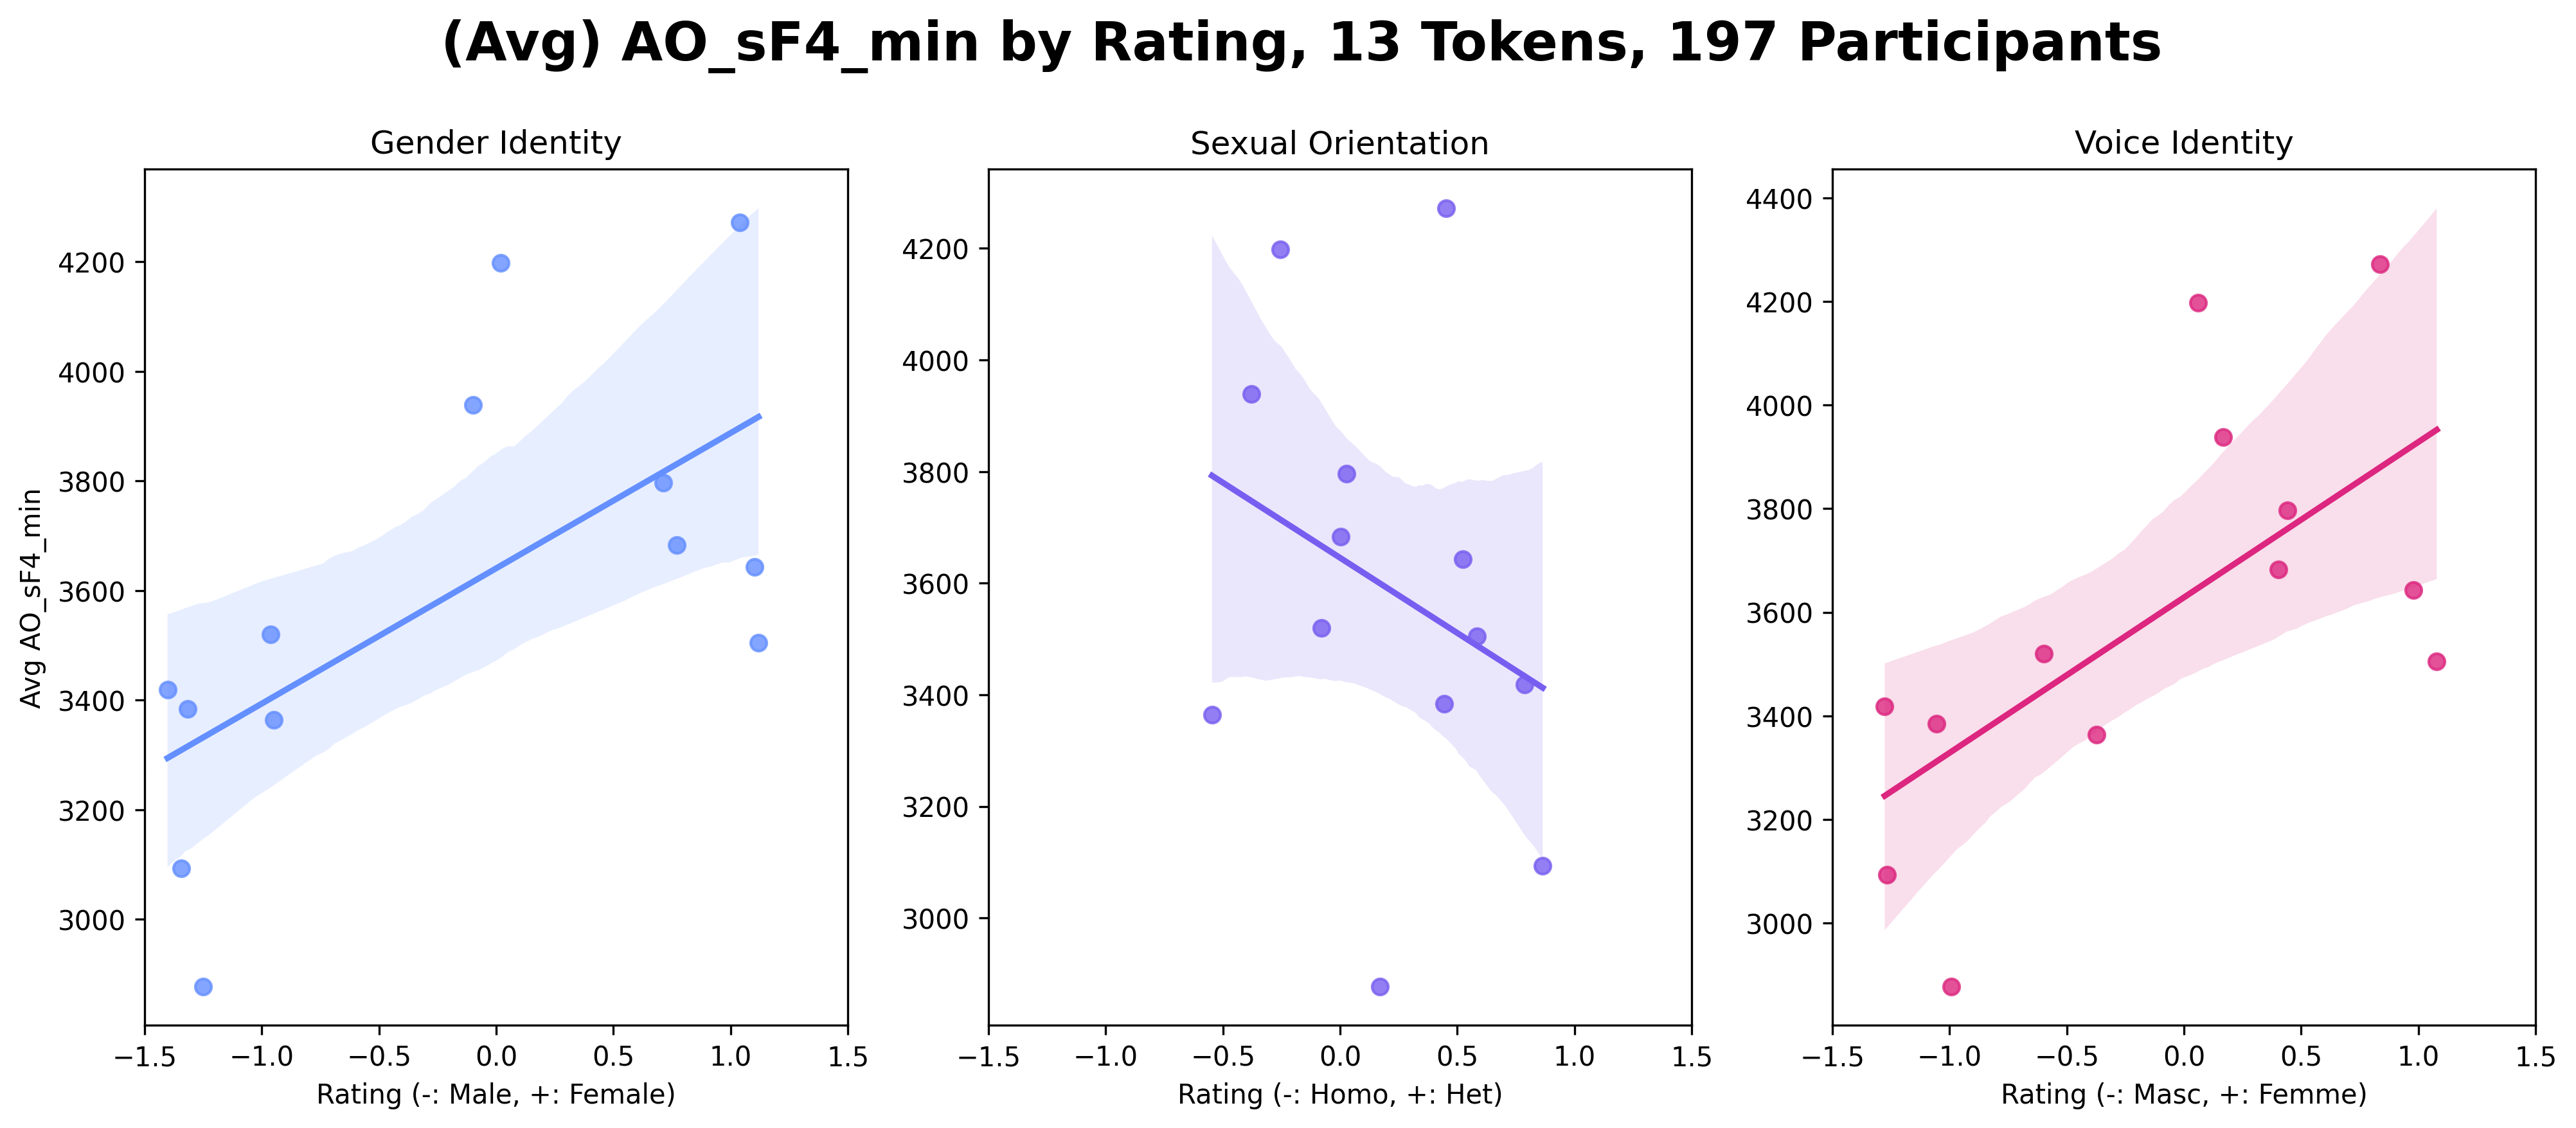 (Avg) AO_sF4_min by Rating, 13 Tokens, 197 Participants
Gender Identity
Avg AO_sF4_min
4200
4000
3800
3600
3400
3200
3000
−1.5 −1.0 −0.5 0.0 0.5 1.0 1.5
Rating (-: Male, +: Female)
Sexual Orientation
4200
4000
3800
3600
3400
3200
3000
−1.5 −1.0 −0.5 0.0 0.5 1.0 1.5
Rating (-: Homo, +: Het)
Voice Identity
4400
4200
4000
3800
3600
3400
3200
3000
−1.5 −1.0 −0.5 0.0 0.5 1.0 1.5
Rating (-: Masc, +: Femme)